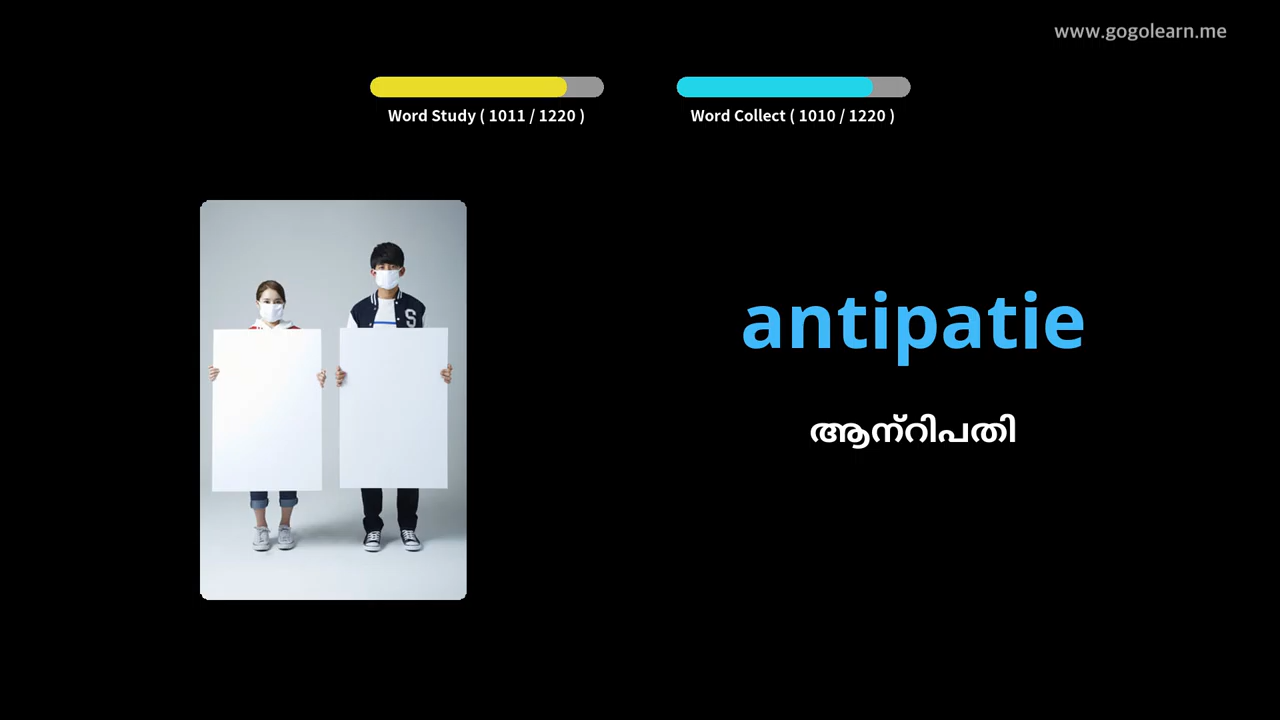 www.gogolearn.me
Word Study ( 1011 / 1220 )
Word Collect ( 1010 / 1220 )
S
antipatie
ആന്റിപതി